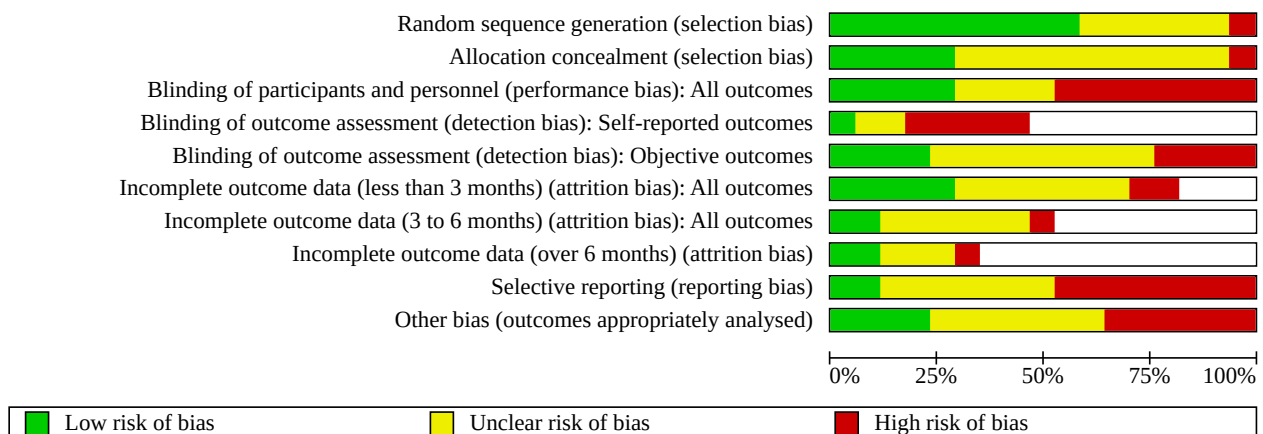 Random sequence generation (selection bias)
Allocation concealment (selection bias)
Blinding of participants and personnel (performance bias): All outcomes
Blinding of outcome assessment (detection bias): Self-reported outcomes
Blinding of outcome assessment (detection bias): Objective outcomes
Incomplete outcome data (less than 3 months) (attrition bias): All outcomes
Incomplete outcome data (3 to 6 months) (attrition bias): All outcomes
Incomplete outcome data (over 6 months) (attrition bias)
Selective reporting (reporting bias)
Other bias (outcomes appropriately analysed)
0% 25% 50% 75% 100%
Low risk of bias Unclear risk of bias High risk of bias